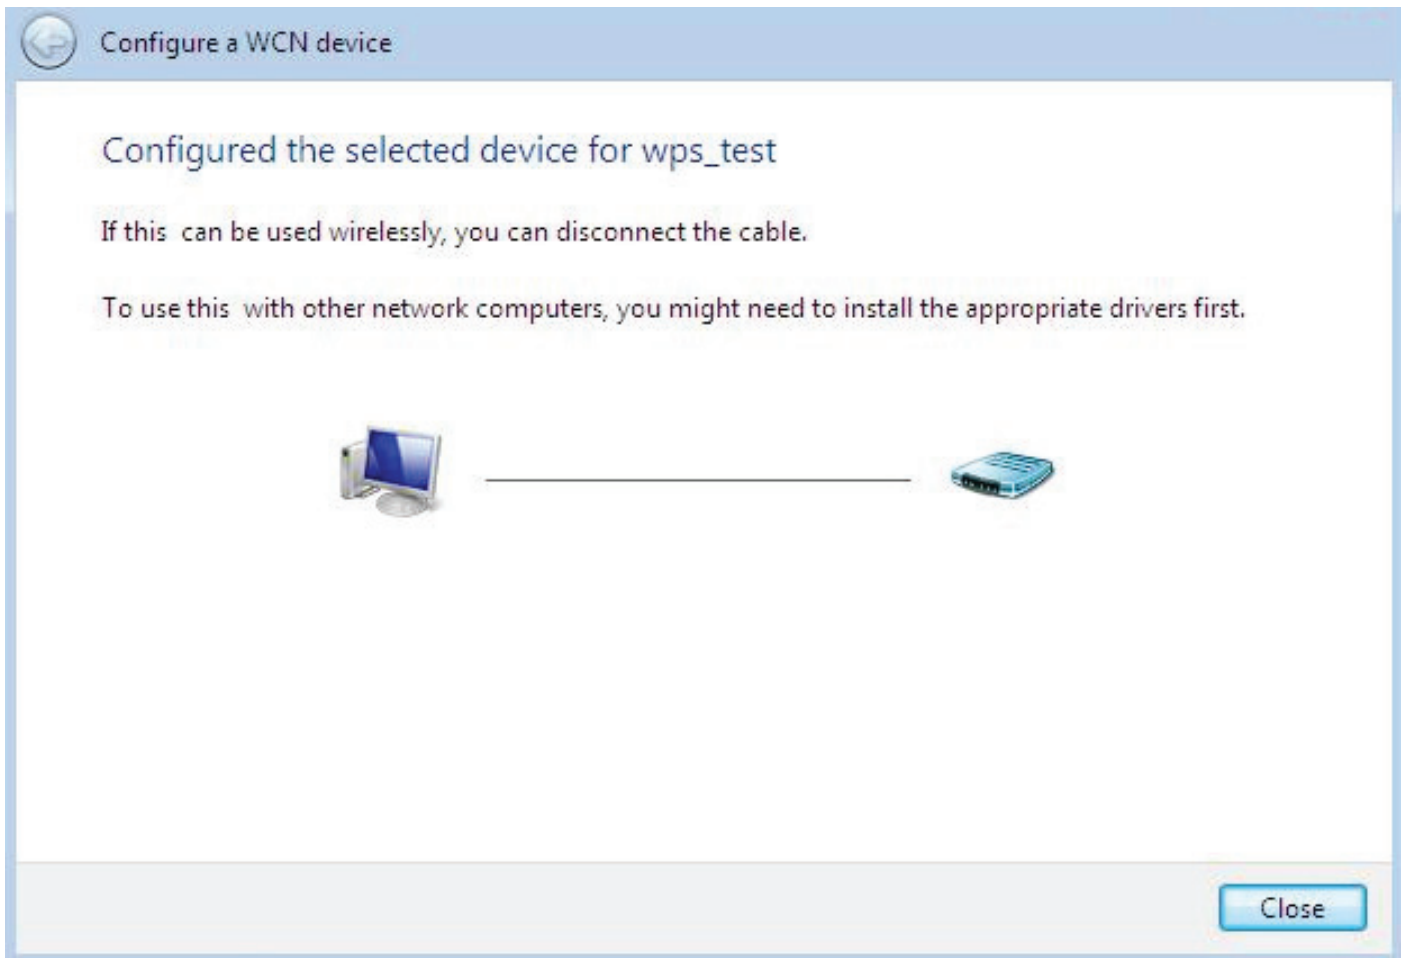 Configure a WCN device
Configured the selected device for wps_test
If this  can be used wirelessly, you can disconnect the cable.
To use this  with other network computers, you might need to install the appropriate drivers first.
Close